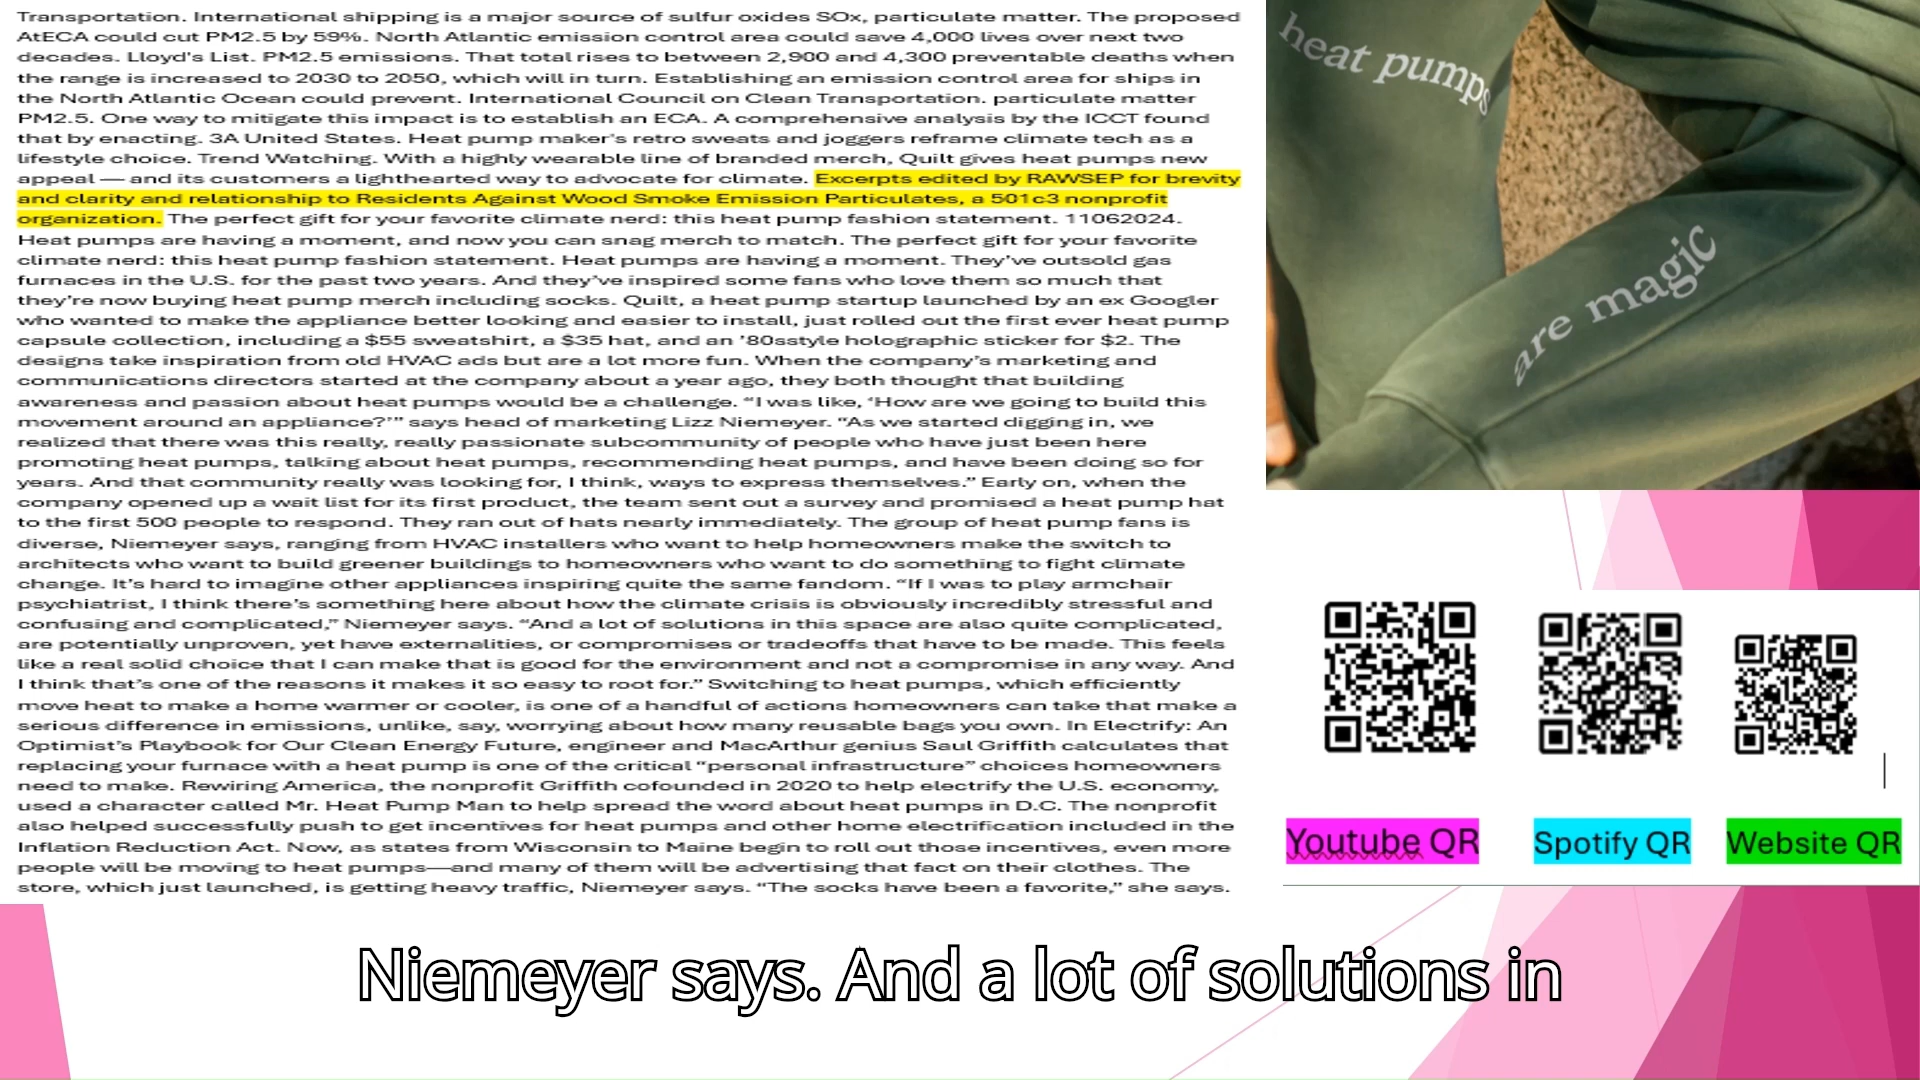 Transportation. International shipping is a major source of sulfur oxides SOx, particulate matter. The proposed
AtECA could cut PM2.5 by 59%. North Atlantic emission control area could save 4,000 lives over next two
decades. Lloyd's List. PM2.5 emissions. That total rises to between 2,900 and 4,300 preventable deaths when
the range is increased to 2030 to 2050, which will in turn. Establishing an emission control area for ships in
the North Atlantic Ocean could prevent. International Council on Clean Transportation. particulate matter
PM2.5. One way to mitigate this impact is to establish an ECA. A comprehensive analysis by the ICCT found
that by enacting. 3A United States. Heat pump maker's retro sweats and joggers reframe climate tech as a
lifestyle choice. Trend Watching. With a highly wearable line of branded merch, Quilt gives heat pumps new
appeal — and its customers a lighthearted way to advocate for climate. Excerpts edited by RAWSEP for brevity
and clarity and relationship to Residents Against Wood Smoke Emission Particulates, a 501c3 nonprofit
organization. The perfect gift for your favorite climate nerd: this heat pump fashion statement. 11062024.
Heat pumps are having a moment, and now you can snag merch to match. The perfect gift for your favorite
climate nerd: this heat pump fashion statement. Heat pumps are having a moment. They've outsold gas
furnaces in the U.S. for the past two years. And they've inspired some fans who love them so much that
they're now buying heat pump merch including socks. Quilt, a heat pump startup launched by an ex Googler
who wanted to make the appliance better looking and easier to install, just rolled out the first ever heat pump
capsule collection, including a $55 sweatshirt, a $35 hat, and an '80sstyle holographic sticker for $2. The
designs take inspiration from old HVAC ads but are a lot more fun. When the company's marketing and
communications directors started at the company about a year ago, they both thought that building
awareness and passion about heat pumps would be a challenge. “I was like, ‘How are we going to build this
movement around an appliance?’” says head of marketing Lizz Niemeyer. “As we started digging in, we
realized that there was this really, really passionate subcommunity of people who have just been here
promoting heat pumps, talking about heat pumps, recommending heat pumps, and have been doing so for
years. And that community really was looking for, I think, ways to express themselves.” Early on, when the
company opened up a wait list for its first product, the team sent out a survey and promised a heat pump hat
to the first 500 people to respond. They ran out of hats nearly immediately. The group of heat pump fans is
diverse, Niemeyer says, ranging from HVAC installers who want to help homeowners make the switch to
architects who want to build greener buildings to homeowners who want to do something to fight climate
change. It's hard to imagine other appliances inspiring quite the same fandom. “If I was to play armchair
psychiatrist, I think there's something here about how the climate crisis is obviously incredibly stressful and
confusing and complicated,” Niemeyer says. “And a lot of solutions in this space are also quite complicated,
are potentially unproven, yet have externalities, or compromises or tradeoffs that have to be made. This feels
like a real solid choice that I can make that is good for the environment and not a compromise in any way. And
I think that's one of the reasons it makes it so easy to root for.” Switching to heat pumps, which efficiently
move heat to make a home warmer or cooler, is one of a handful of actions homeowners can take that make a
serious difference in emissions, unlike, say, worrying about how many reusable bags you own. In Electrify: An
Optimist's Playbook for Our Clean Energy Future, engineer and MacArthur genius Saul Griffith calculates that
replacing your furnace with a heat pump is one of the critical “personal infrastructure” choices homeowners
need to make. Rewiring America, the nonprofit Griffith cofounded in 2020 to help electrify the U.S. economy,
used a character called Mr. Heat Pump Man to help spread the word about heat pumps in D.C. The nonprofit
also helped successfully push to get incentives for heat pumps and other home electrification included in the
Inflation Reduction Act. Now, as states from Wisconsin to Maine begin to roll out those incentives, even more
people will be moving to heat pumps—and many of them will be advertising that fact on their clothes. The
store, which just launched, is getting heavy traffic, Niemeyer says. “The socks have been a favorite,” she says.
heat pumps
are magic
Youtube QR
Spotify QR
Website QR
Niemeyer says. And a lot of solutions in